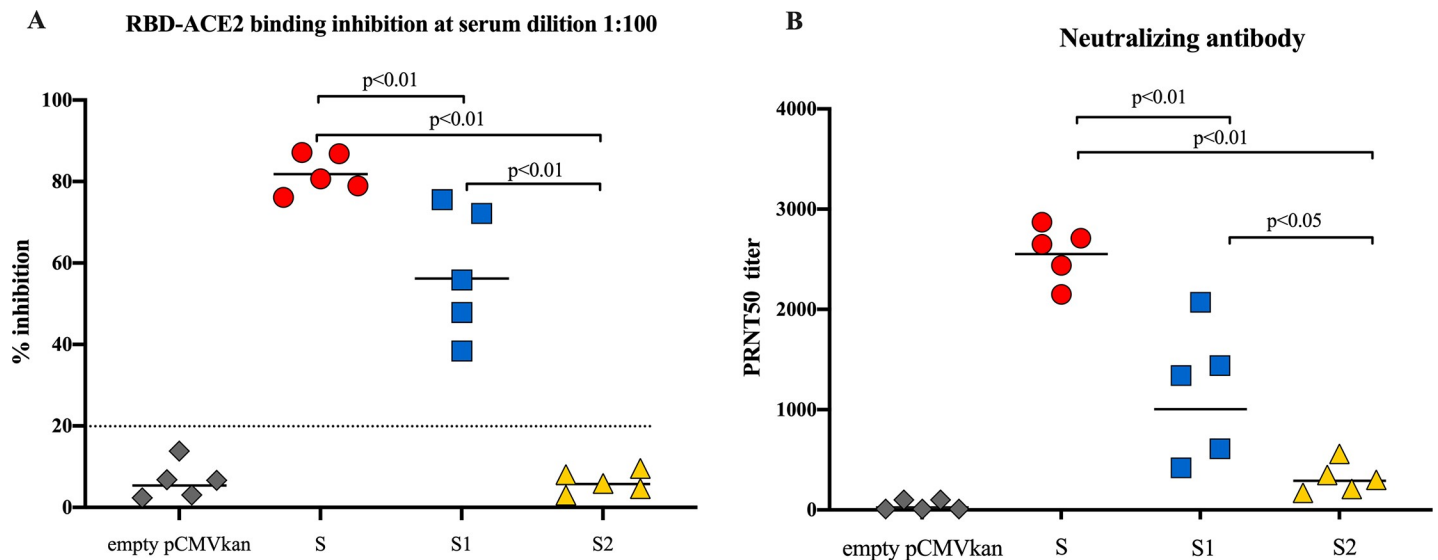 A
RBD-ACE2 binding inhibition at serum dilition 1:100
% inhibition
100
80
60
40
20
0
p<0.01
p<0.01
p<0.01
empty pCMVkan
S
S1
S2
B
Neutralizing antibody
PRNT50 titer
4000
3000
2000
1000
0
p<0.01
p<0.01
p<0.05
empty pCMVkan
S
S1
S2